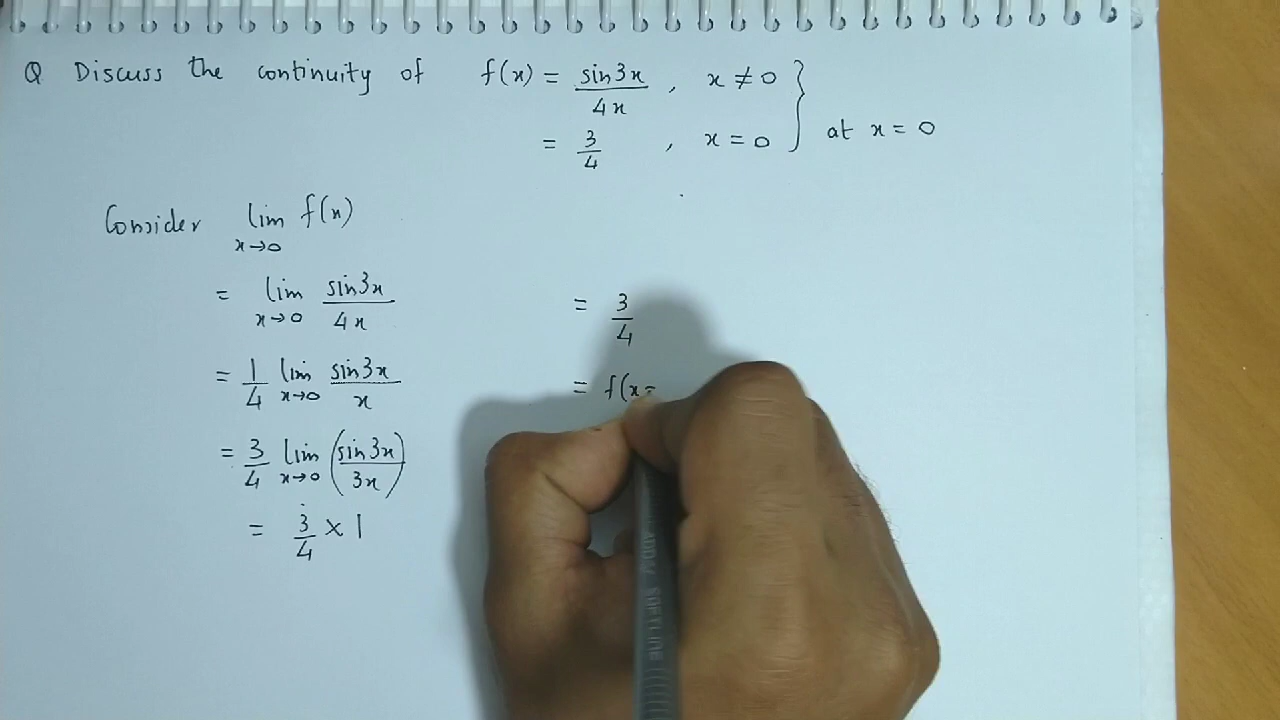 Q Discuss the continuity of f(x) = sin3x / 4x , x ≠ 0
= 3/4 , x = 0 } at x = 0
Consider lim x→0 f(x)
= lim x→0 sin3x / 4x
= 1/4 lim x→0 sin3x / x
= 3/4 lim x→0 (sin3x / 3x)
= 3/4 × 1
= 3/4
= f(x=